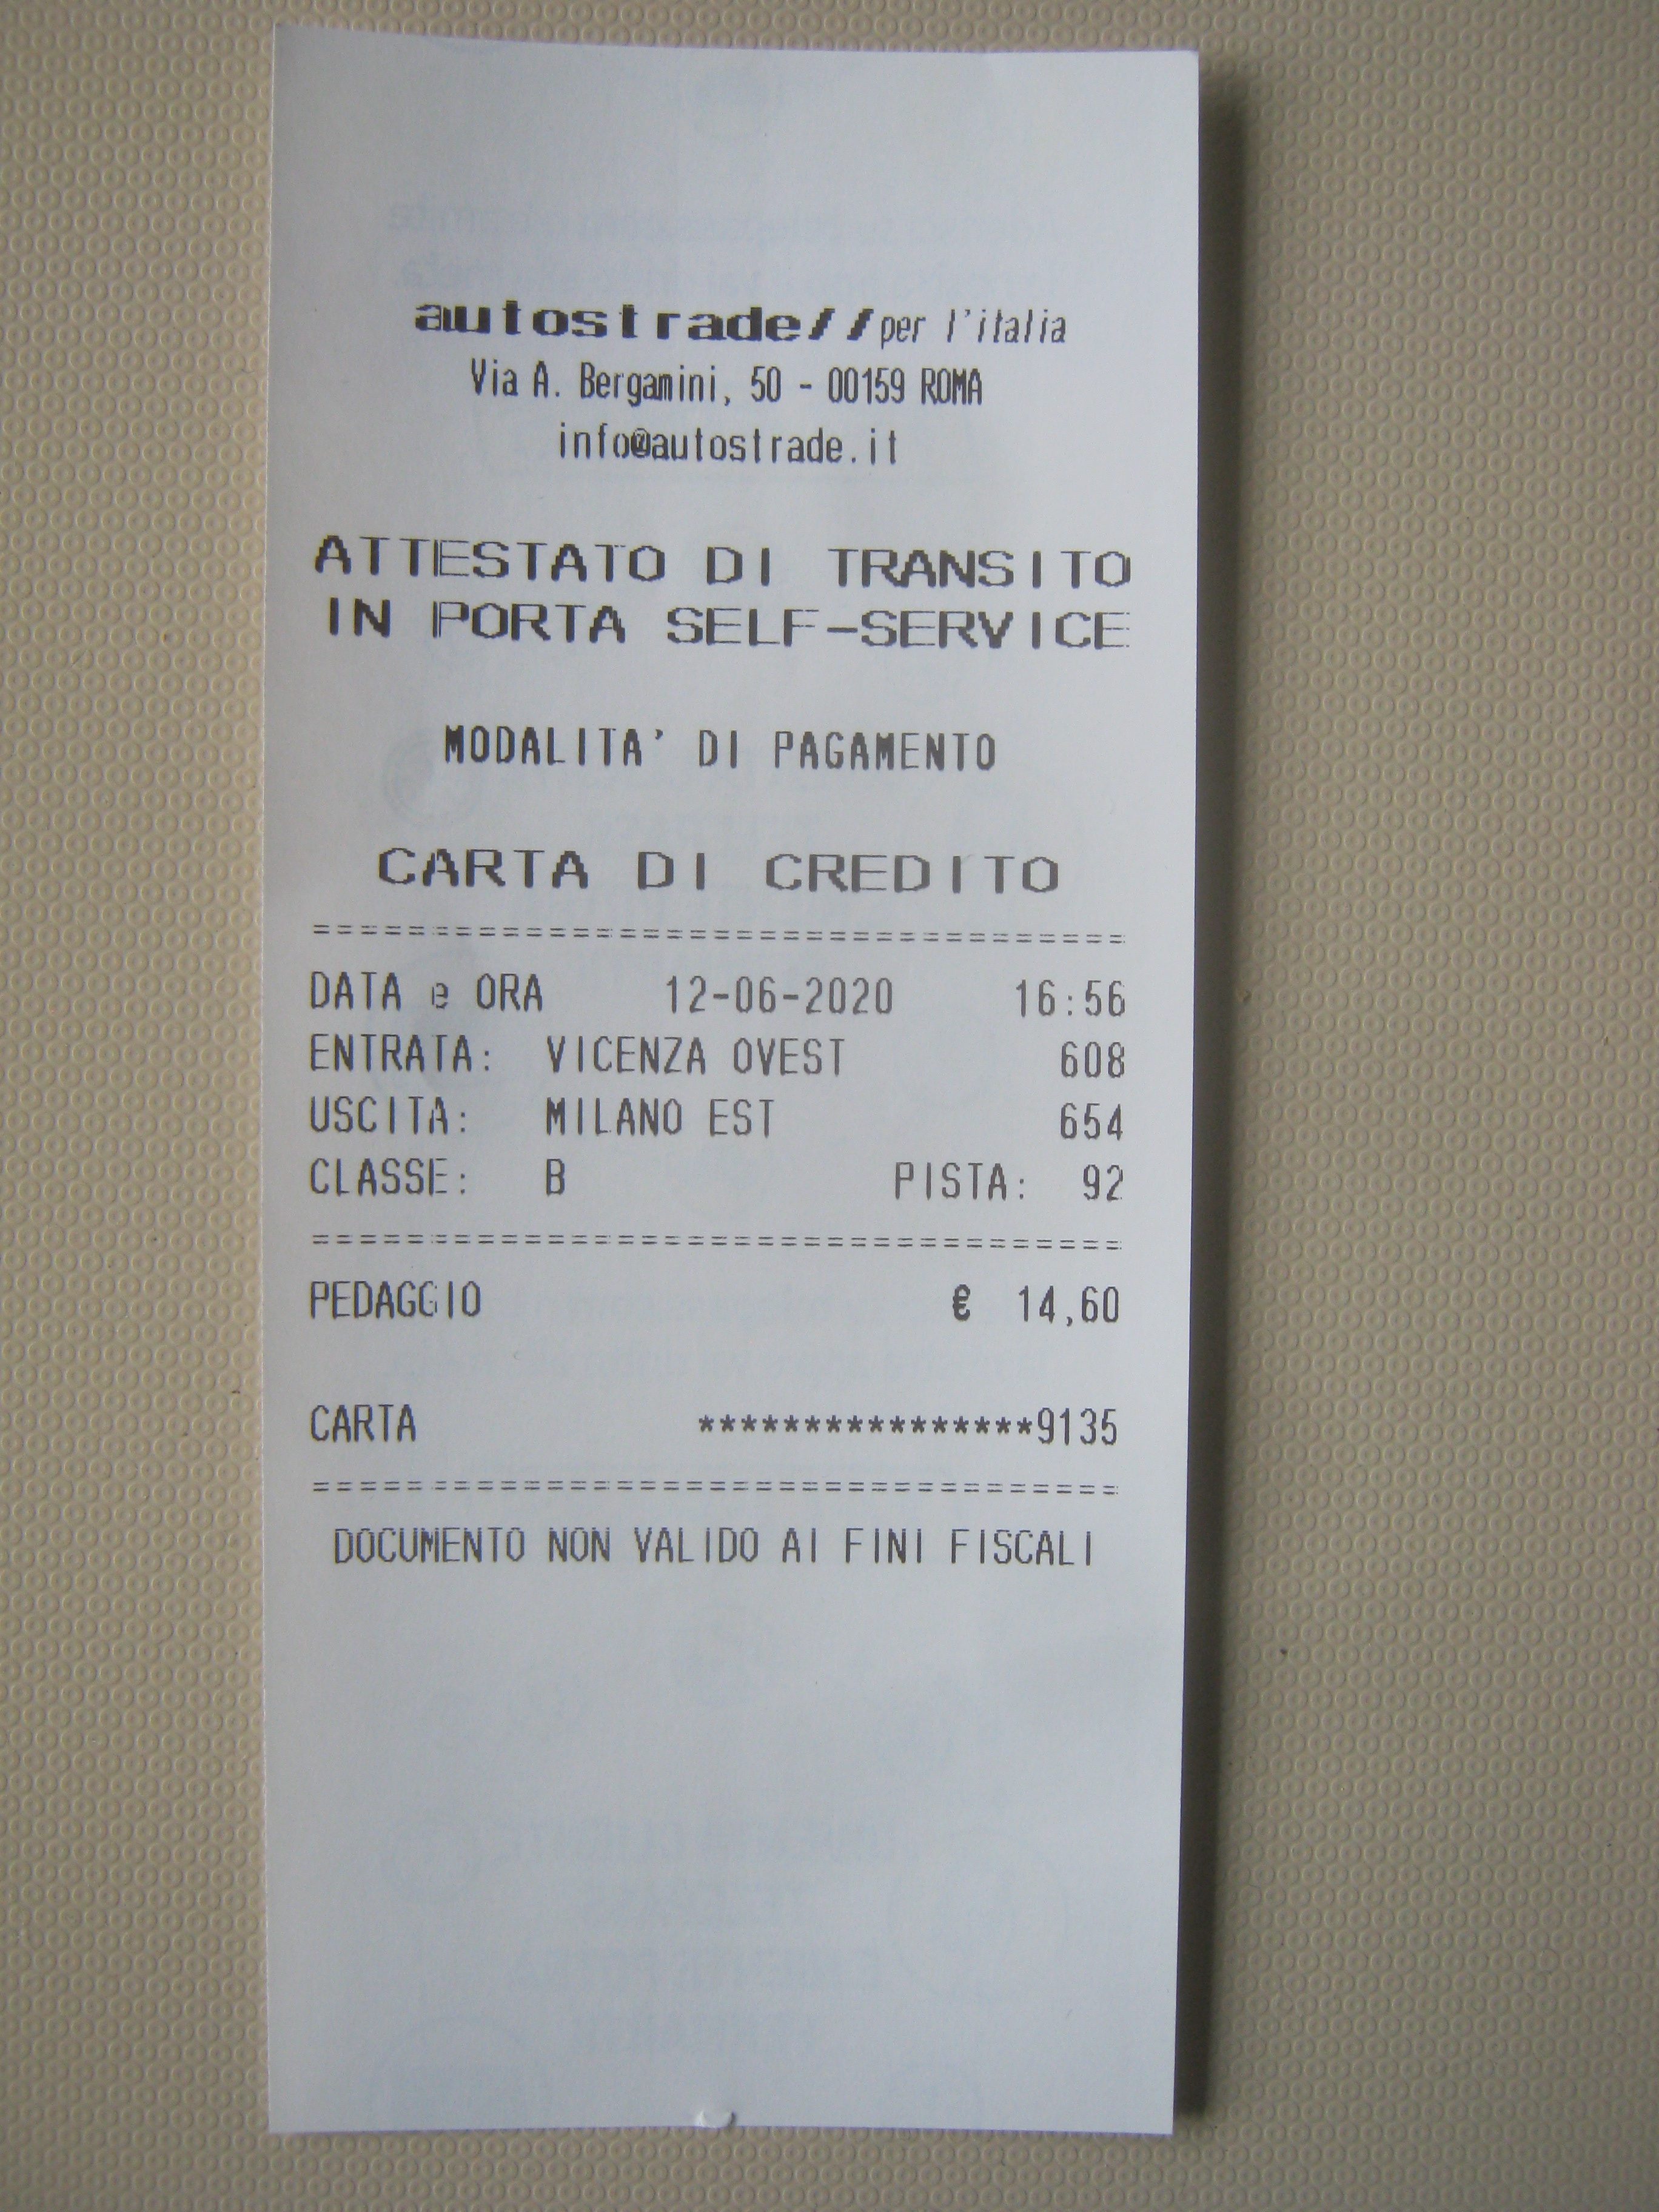 autostrade//per l'italia
Via A. Bergamini, 50 - 00159 ROMA
info@autostrade.it
ATTESTATO DI TRANSITO
IN PORTA SELF-SERVICE
MODALITA' DI PAGAMENTO
CARTA DI CREDITO
===================================
DATA e ORA 12-06-2020 16:56
ENTRATA: VICENZA OVEST 608
USCITA: MILANO EST 654
CLASSE: B PISTA: 92
===================================
PEDAGGIO € 14,60
CARTA ****************9135
===================================
DOCUMENTO NON VALIDO AI FINI FISCALI